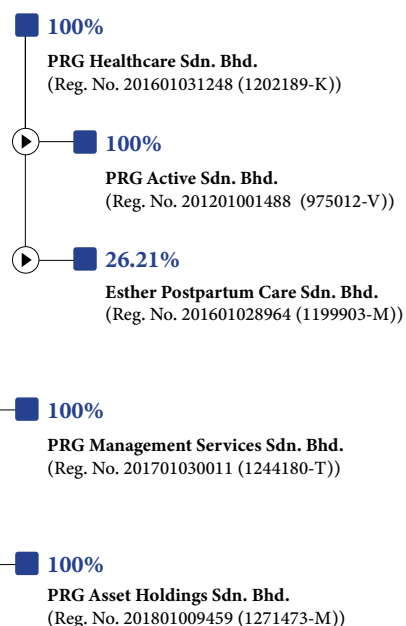 100%
PRG Healthcare Sdn. Bhd.
(Reg. No. 201601031248 (1202189-K))
100%
PRG Active Sdn. Bhd.
(Reg. No. 201201001488 (975012-V))
26.21%
Esther Postpartum Care Sdn. Bhd.
(Reg. No. 201601028964 (1199903-M))
100%
PRG Management Services Sdn. Bhd.
(Reg. No. 201701030011 (1244180-T))
100%
PRG Asset Holdings Sdn. Bhd.
(Reg. No. 201801009459 (1271473-M))